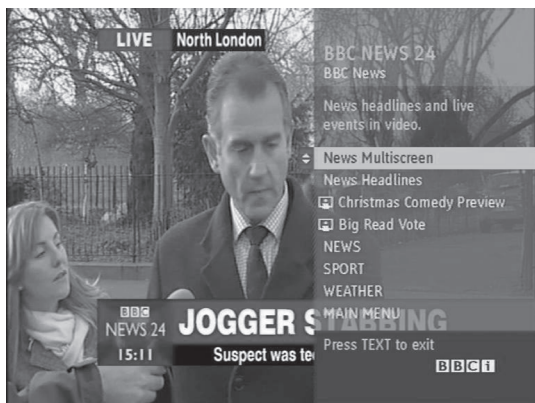 LIVE North London
BBC NEWS 24
BBC News
News headlines and live
events in video.
News Multiscreen
News Headlines
Christmas Comedy Preview
Big Read Vote
NEWS
SPORT
WEATHER
MAIN MENU
BBC
NEWS 24
JOGGER STABBING
15:11
Suspect was
Press TEXT to exit
BBCi